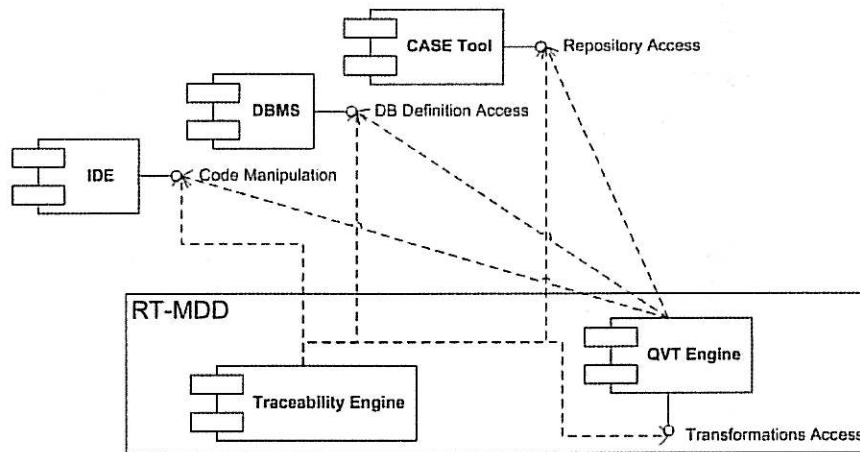 CASE Tool
Repository Access
DBMS
DB Definition Access
IDE
Code Manipulation
RT-MDD
QVT Engine
Traceability Engine
Transformations Access